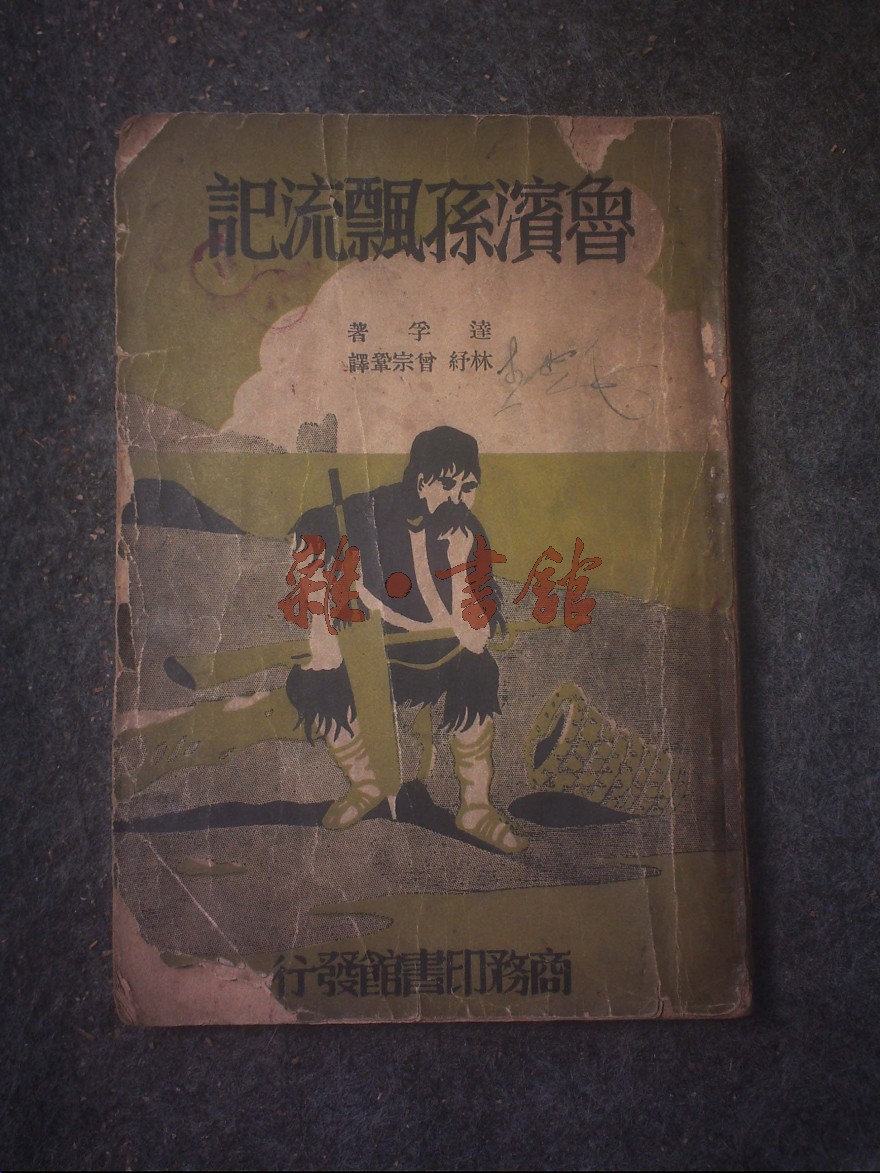 魯濱孫飄流記
達孚著
林紓 曾宗鞏譯
雜·書館
商務印書館發行